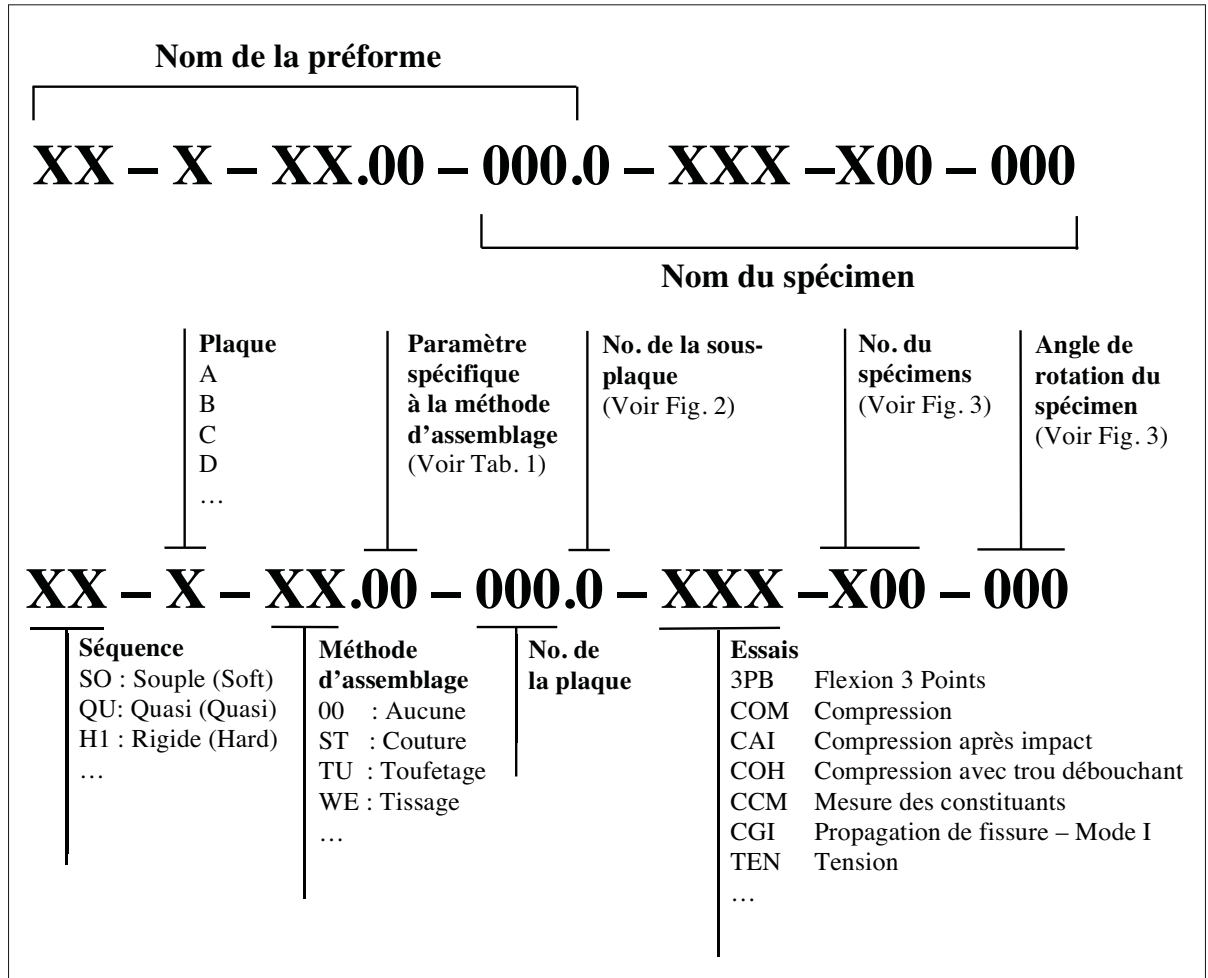 Nom de la préforme
XX – X – XX.00 – 000.0 – XXX –X00 – 000
Nom du spécimen
Plaque
A
B
C
D
…
Paramètre
spécifique
à la méthode
d'assemblage
(Voir Tab. 1)
No. de la sous-
plaque
(Voir Fig. 2)
No. du
spécimens
(Voir Fig. 3)
Angle de
rotation du
spécimen
(Voir Fig. 3)
XX – X – XX.00 – 000.0 – XXX –X00 – 000
Séquence
SO : Souple (Soft)
QU: Quasi (Quasi)
H1 : Rigide (Hard)
…
Méthode
d'assemblage
00 : Aucune
ST : Couture
TU : Toufetage
WE : Tissage
…
No. de
la plaque
Essais
3PB Flexion 3 Points
COM Compression
CAI Compression après impact
COH Compression avec trou débouchant
CCM Mesure des constituants
CGI Propagation de fissure – Mode I
TEN Tension
…